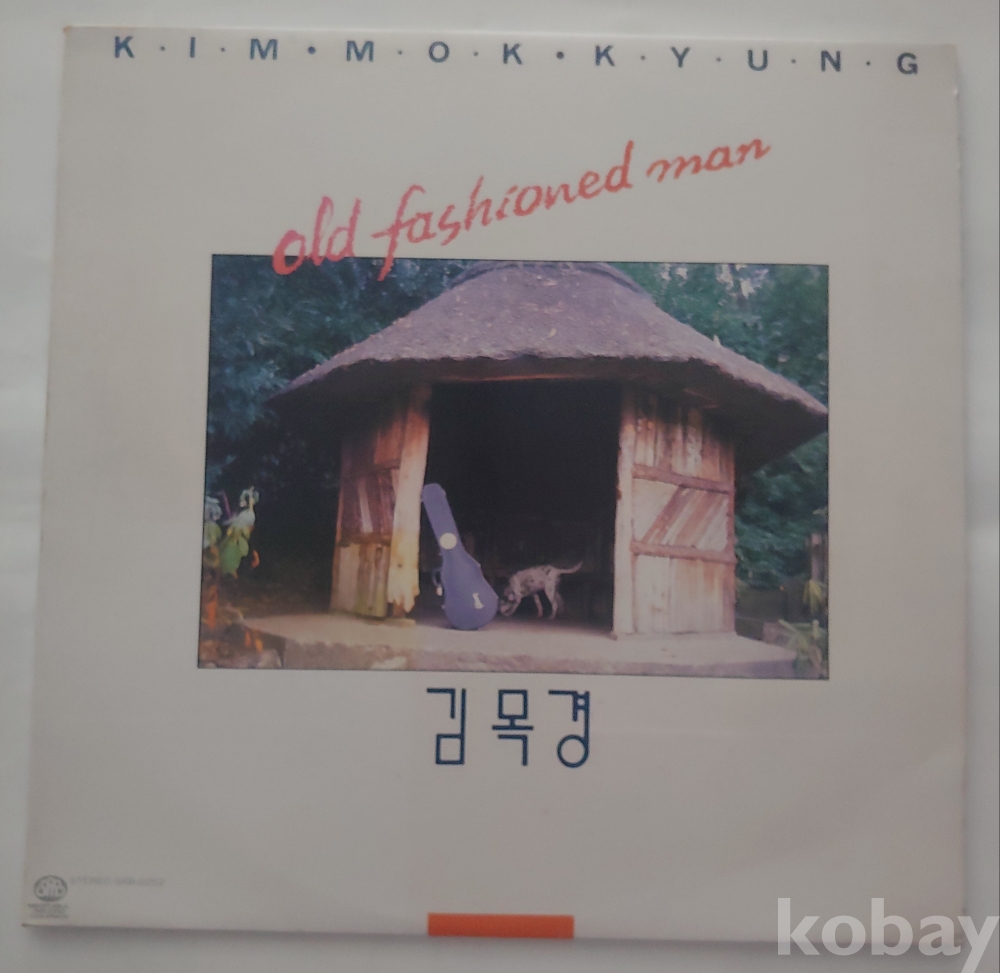 K · I · M • M · O · K • K · Y · U · N · G
old fashioned man
김목경
kobay